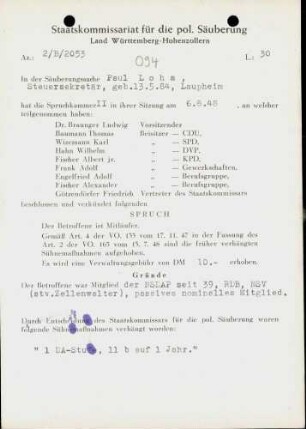 Staatskommissariat für die pol. Säuberung
Land Württemberg-Hohenzollern
Nr.: 2/B/2053
094
L: 30
In der Säuberungssache Paul Lohs,
Steuersekretär, geb.13.5.84, Laupheim
hat die Spruchkammer II in ihrer Sitzung am 6.8.48, an welcher
teilgenommen haben:
Dr. Braunger Ludwig Vorsitzender
Baumann Thomas Beisitzer — CDU,
Wizemann Karl „ — SPD,
Hahn Wilhelm „ — DVP,
Fischer Albert jr. „ — KPD,
Frank Adolf „ — Gewerkschaften,
Engelfried Adolf „ — Berufsgruppe,
Fischer Alexander „ — Berufsgruppe,
Götzendörfer Friedrich Vertreter des Staatskommissars
beschlossen und verkündet folgenden
SPRUCH
Der Betroffene ist Mitläufer.
Gemäß Art. 4 der VO. 133 vom 17. 11. 47 in der Fassung des
Art. 2 der VO. 165 vom 15. 7. 48 sind die früher verhängten
Sühnemaßnahmen aufgehoben.
Es wird eine Verwaltungsgebühr von DM 10.- erhoben.
Gründe
Der Betroffene war Mitglied der NSDAP seit 39, RDB, NSV
(stv.Zellenwalter), passives nominelles Mitglied.
Durch Entscheidung des Staatskommissars für die pol. Säuberung waren
folgende Sühnemaßnahmen verhängt worden:
" 1 DA-Stufe, 11 b auf 1 Jahr."